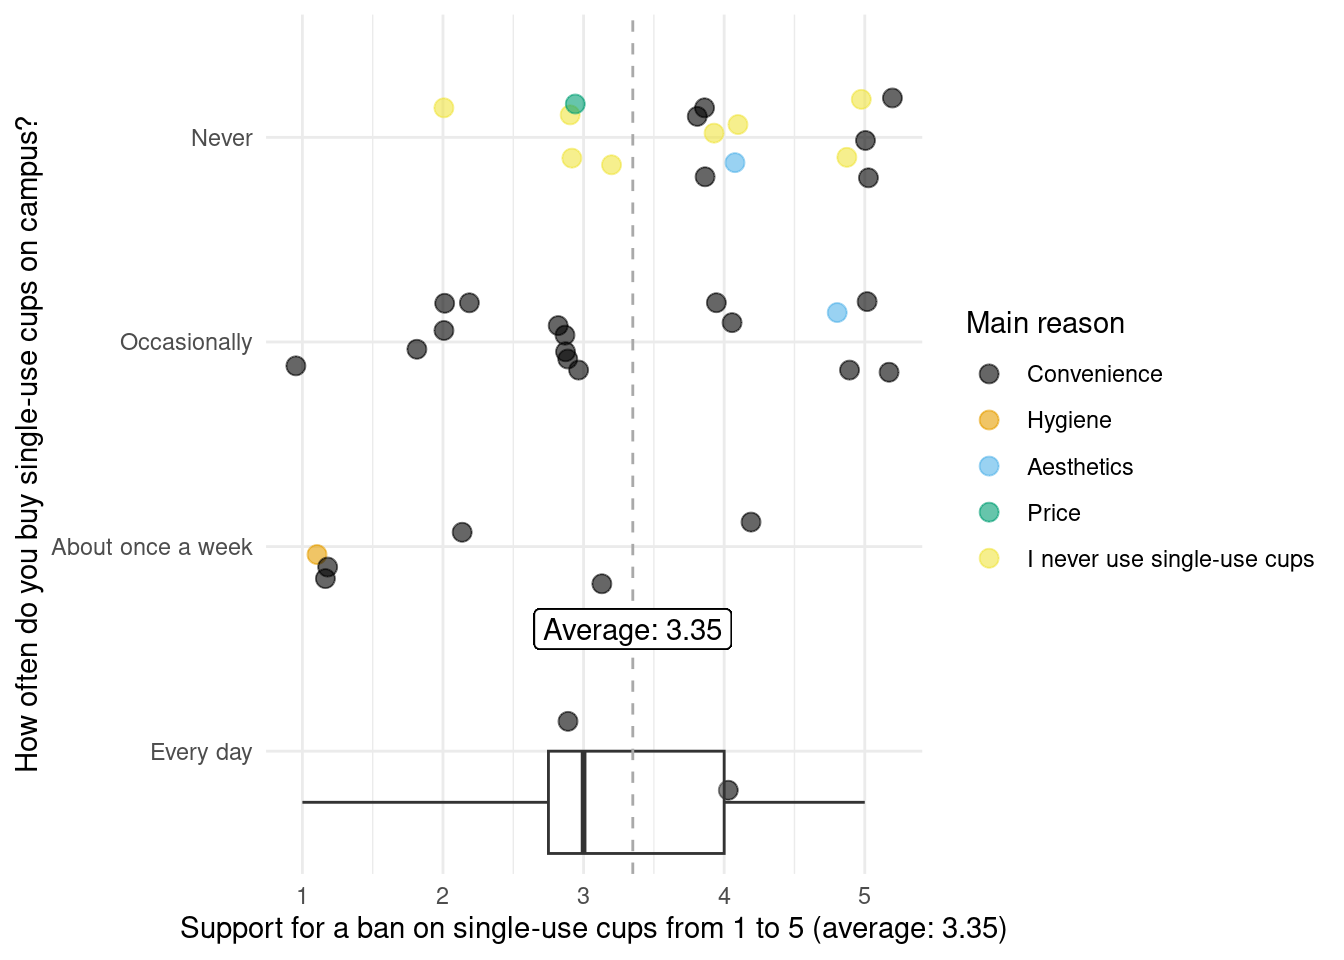 How often do you buy single-use cups on campus?
Never
Occasionally
About once a week
Every day
Average: 3.35
1 2 3 4 5
Support for a ban on single-use cups from 1 to 5 (average: 3.35)
Main reason
Convenience
Hygiene
Aesthetics
Price
I never use single-use cups